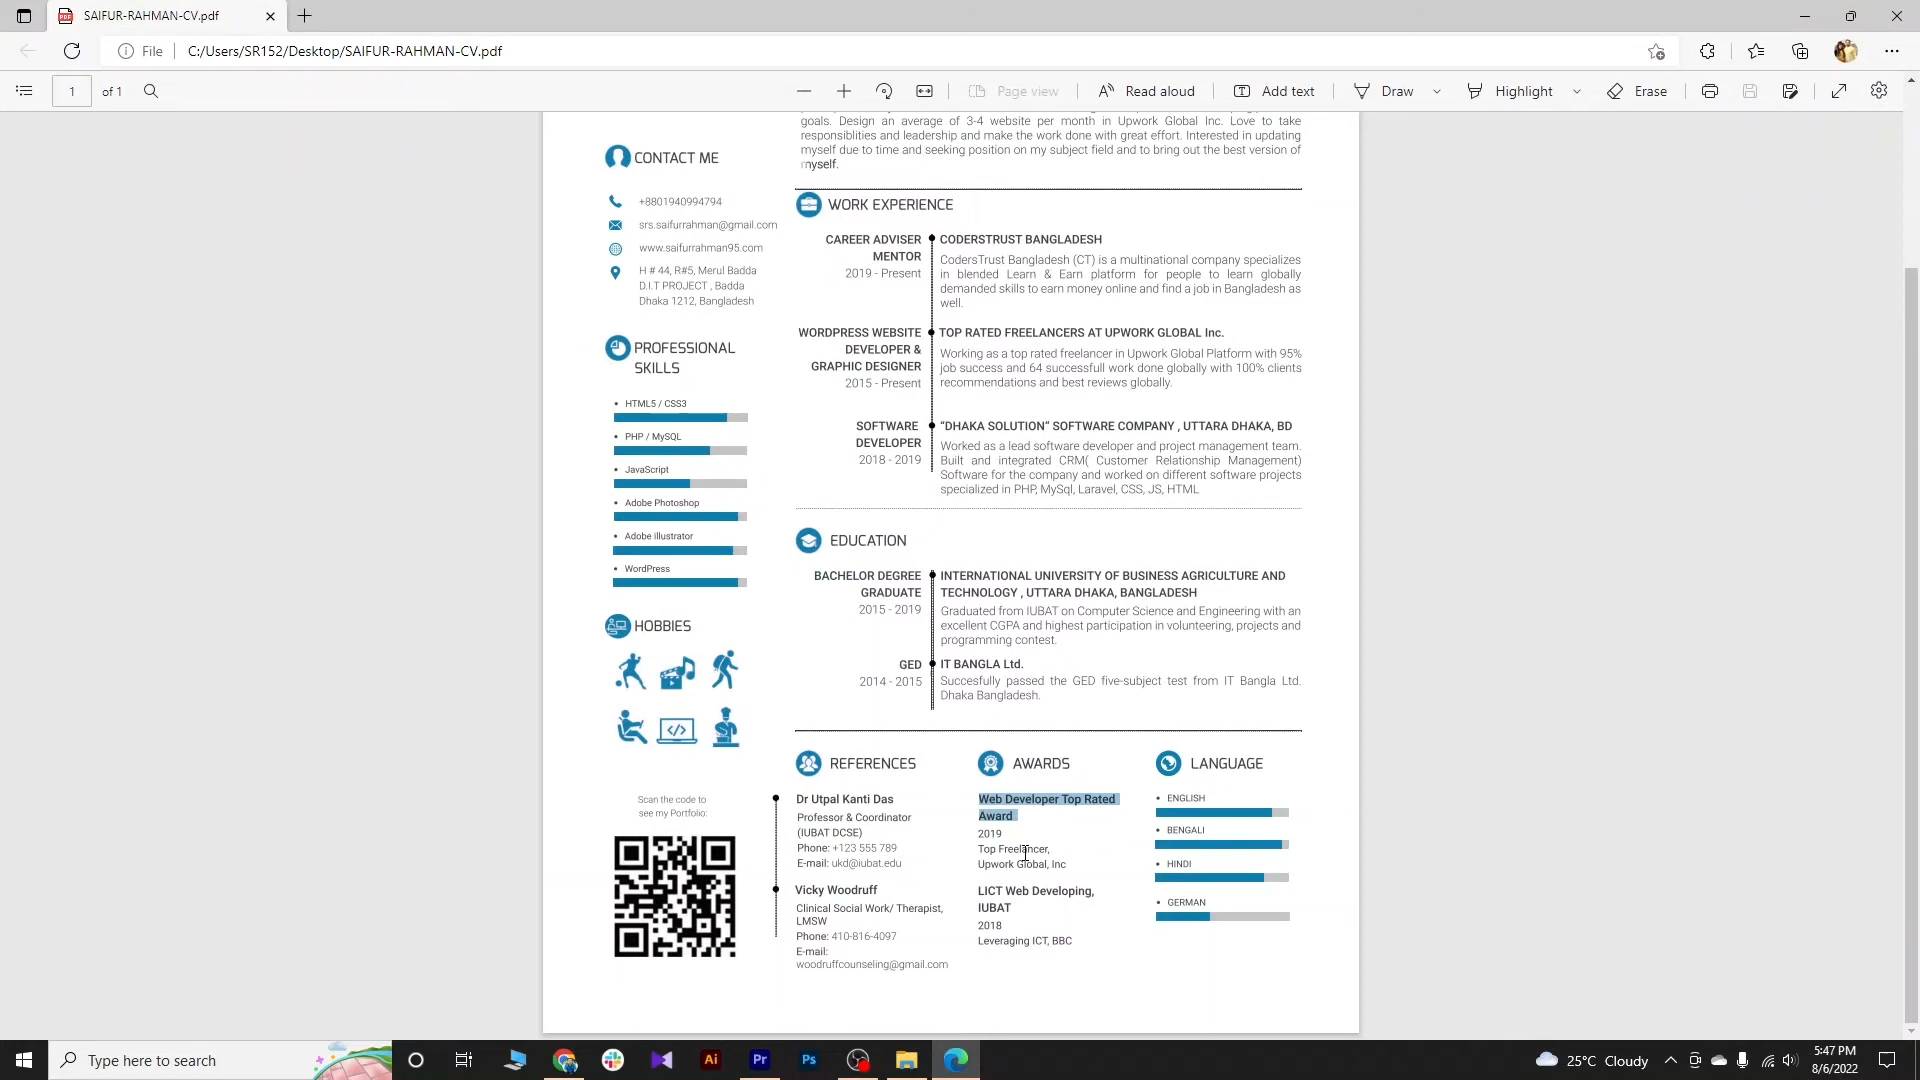 SAIFUR-RAHMAN-CV.pdf
File
C:/Users/SR152/Desktop/SAIFUR-RAHMAN-CV.pdf
1 of 1
Page view
Read aloud
Add text
Draw
Highlight
Erase
goals. Design an average of 3-4 website per month in Upwork Global Inc. Love to take
responsiblities and leadership and make the work done with great effort. Interested in updating
myself due to time and seeking position on my subject field and to bring out the best version of
myself.
CONTACT ME
+8801940994794
srs.saifurrahman@gmail.com
www.saifurrahman95.com
H # 44, R#5, Merul Badda
D.I.T PROJECT , Badda
Dhaka 1212, Bangladesh
PROFESSIONAL
SKILLS
• HTML5 / CSS3
• PHP / MySQL
• JavaScript
• Adobe Photoshop
• Adobe illustrator
• WordPress
HOBBIES
Scan the code to
see my Portfolio:
WORK EXPERIENCE
CAREER ADVISER
MENTOR
2019 - Present
CODERSTRUST BANGLADESH
CodersTrust Bangladesh (CT) is a multinational company specializes
in blended Learn & Earn platform for people to learn globally
demanded skills to earn money online and find a job in Bangladesh as
well.
WORDPRESS WEBSITE
DEVELOPER &
GRAPHIC DESIGNER
2015 - Present
TOP RATED FREELANCERS AT UPWORK GLOBAL Inc.
Working as a top rated freelancer in Upwork Global Platform with 95%
job success and 64 successfull work done globally with 100% clients
recommendations and best reviews globally.
SOFTWARE
DEVELOPER
2018 - 2019
“DHAKA SOLUTION” SOFTWARE COMPANY , UTTARA DHAKA, BD
Worked as a lead software developer and project management team.
Built and integrated CRM( Customer Relationship Management)
Software for the company and worked on different software projects
specialized in PHP, MySql, Laravel, CSS, JS, HTML
EDUCATION
BACHELOR DEGREE
GRADUATE
2015 - 2019
INTERNATIONAL UNIVERSITY OF BUSINESS AGRICULTURE AND
TECHNOLOGY , UTTARA DHAKA, BANGLADESH
Graduated from IUBAT on Computer Science and Engineering with an
excellent CGPA and highest participation in volunteering, projects and
programming contest.
GED
2014 - 2015
IT BANGLA Ltd.
Succesfully passed the GED five-subject test from IT Bangla Ltd.
Dhaka Bangladesh.
REFERENCES
Dr Utpal Kanti Das
Professor & Coordinator
(IUBAT DCSE)
Phone: +123 555 789
E-mail: ukd@iubat.edu
Vicky Woodruff
Clinical Social Work/ Therapist,
LMSW
Phone: 410-816-4097
E-mail:
woodruffcounseling@gmail.com
AWARDS
Web Developer Top Rated
Award
2019
Top Freelancer,
Upwork Global, Inc
LICT Web Developing,
IUBAT
2018
Leveraging ICT, BBC
LANGUAGE
• ENGLISH
• BENGALI
• HINDI
• GERMAN
Type here to search
Ai
Pr
Ps
25°C Cloudy
5:47 PM
8/6/2022